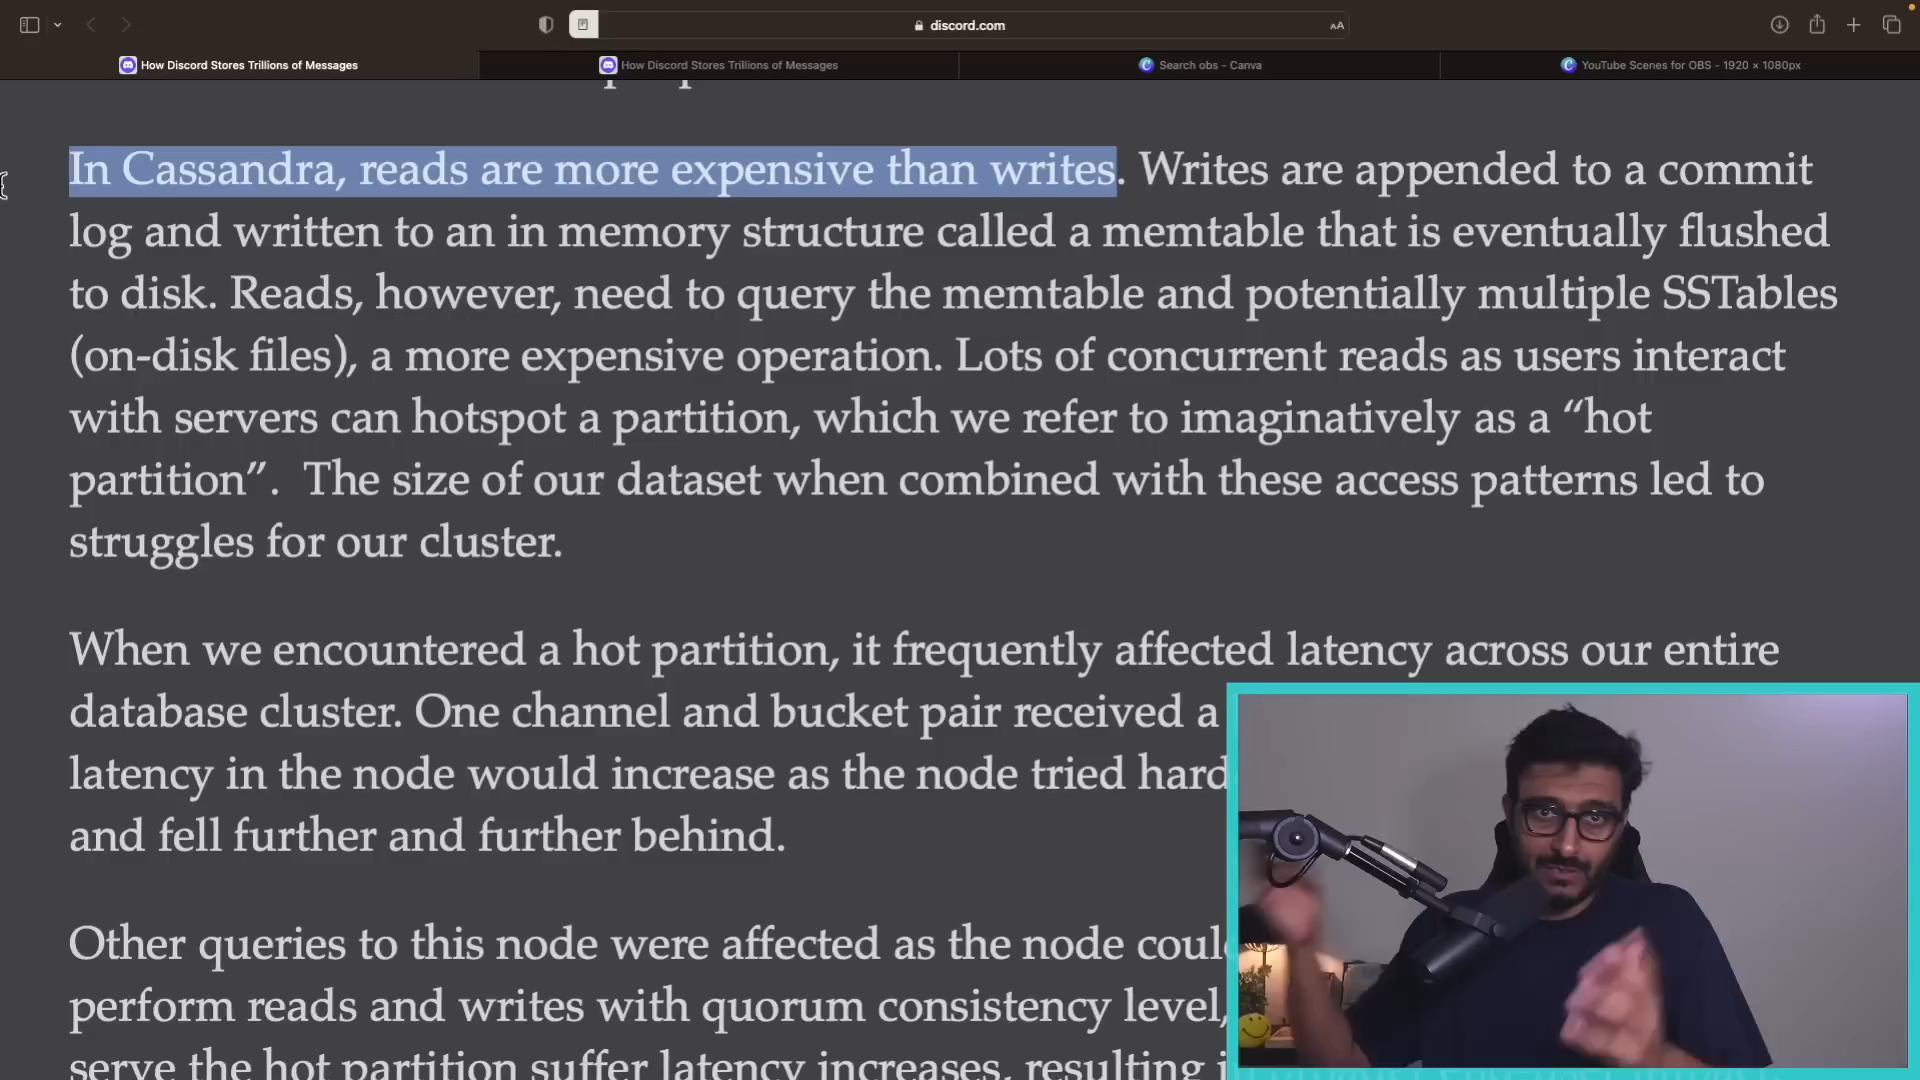 discord.com
How Discord Stores Trillions of Messages
How Discord Stores Trillions of Messages
Search obs – Canva
YouTube Scenes for OBS - 1920 × 1080px
In Cassandra, reads are more expensive than writes. Writes are appended to a commit
log and written to an in memory structure called a memtable that is eventually flushed
to disk. Reads, however, need to query the memtable and potentially multiple SSTables
(on-disk files), a more expensive operation. Lots of concurrent reads as users interact
with servers can hotspot a partition, which we refer to imaginatively as a “hot
partition”.  The size of our dataset when combined with these access patterns led to
struggles for our cluster.
When we encountered a hot partition, it frequently affected latency across our entire
database cluster. One channel and bucket pair received a
latency in the node would increase as the node tried
and fell further and further behind.
Other queries to this node were affected as the node
perform reads and writes with quorum consistency level,
serve the hot partition suffer latency increases, resulting